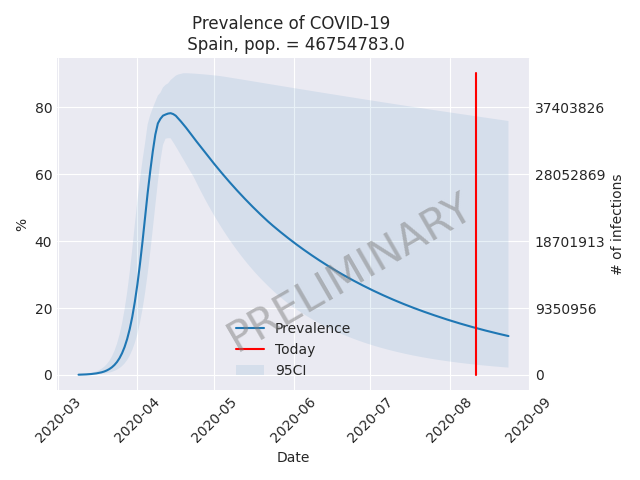 Prevalence of COVID-19
Spain, pop. = 46754783.0
%
80
60
40
20
0
37403826
28052869
18701913
9350956
0
# of infections
PRELIMINARY
Prevalence
Today
95CI
2020-03
2020-04
2020-05
2020-06
2020-07
2020-08
2020-09
Date